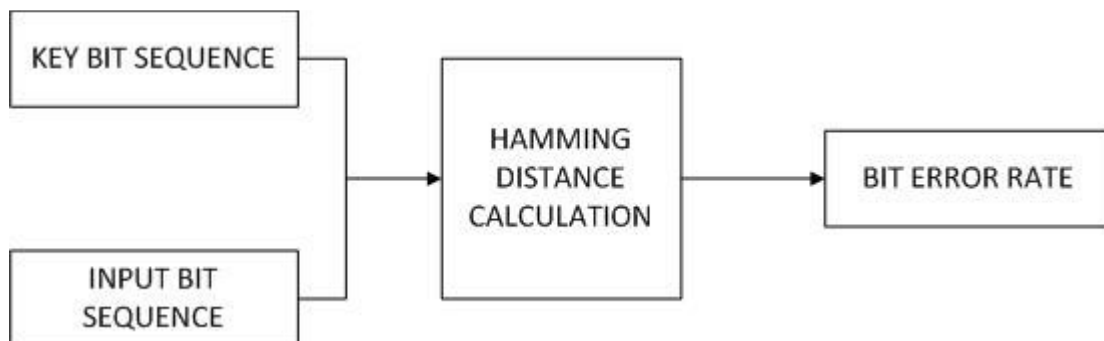 KEY BIT SEQUENCE
INPUT BIT
SEQUENCE
HAMMING
DISTANCE
CALCULATION
BIT ERROR RATE